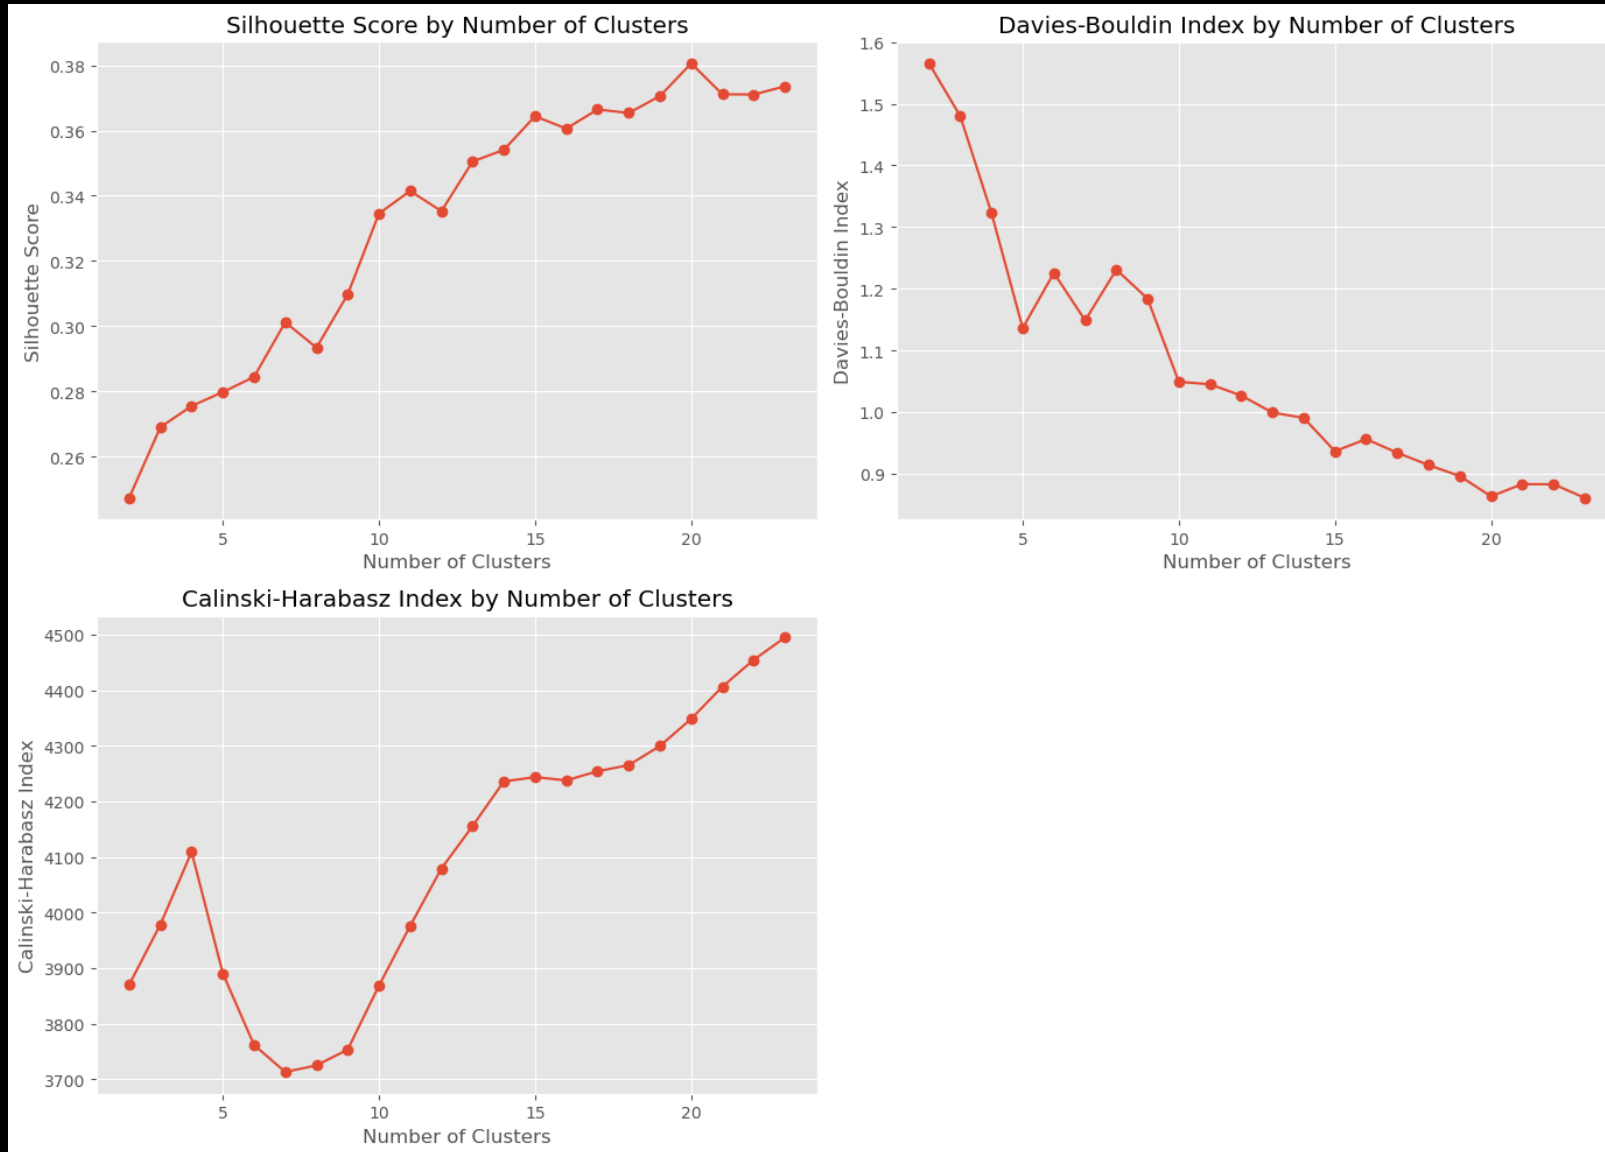 Silhouette Score by Number of Clusters
Silhouette Score
0.38
0.36
0.34
0.32
0.30
0.28
0.26
5 10 15 20
Number of Clusters
Davies-Bouldin Index by Number of Clusters
Davies-Bouldin Index
1.6
1.5
1.4
1.3
1.2
1.1
1.0
0.9
5 10 15 20
Number of Clusters
Calinski-Harabasz Index by Number of Clusters
Calinski-Harabasz Index
4500
4400
4300
4200
4100
4000
3900
3800
3700
5 10 15 20
Number of Clusters